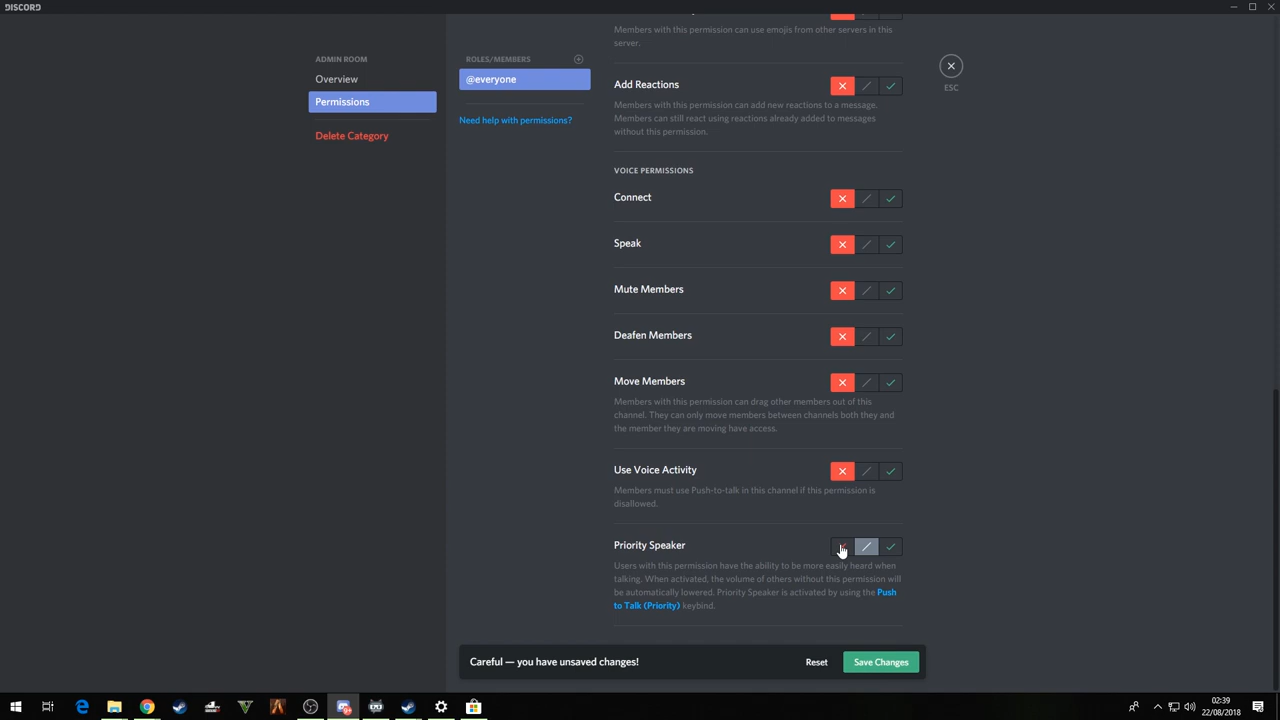 DISCORD
ADMIN ROOM
Overview
Permissions
Delete Category
ROLES/MEMBERS
@everyone
Need help with permissions?
Members with this permission can use emojis from other servers in this
server.
Add Reactions
Members with this permission can add new reactions to a message.
Members can still react using reactions already added to messages
without this permission.
VOICE PERMISSIONS
Connect
Speak
Mute Members
Deafen Members
Move Members
Members with this permission can drag other members out of this
channel. They can only move members between channels both they and
the member they are moving have access.
Use Voice Activity
Members must use Push-to-talk in this channel if this permission is
disallowed.
Priority Speaker
Users with this permission have the ability to be more easily heard when
talking. When activated, the volume of others without this permission will
be automatically lowered. Priority Speaker is activated by using the Push
to Talk (Priority) keybind.
ESC
Careful — you have unsaved changes!
Reset
Save Changes
02:39
22/08/2018